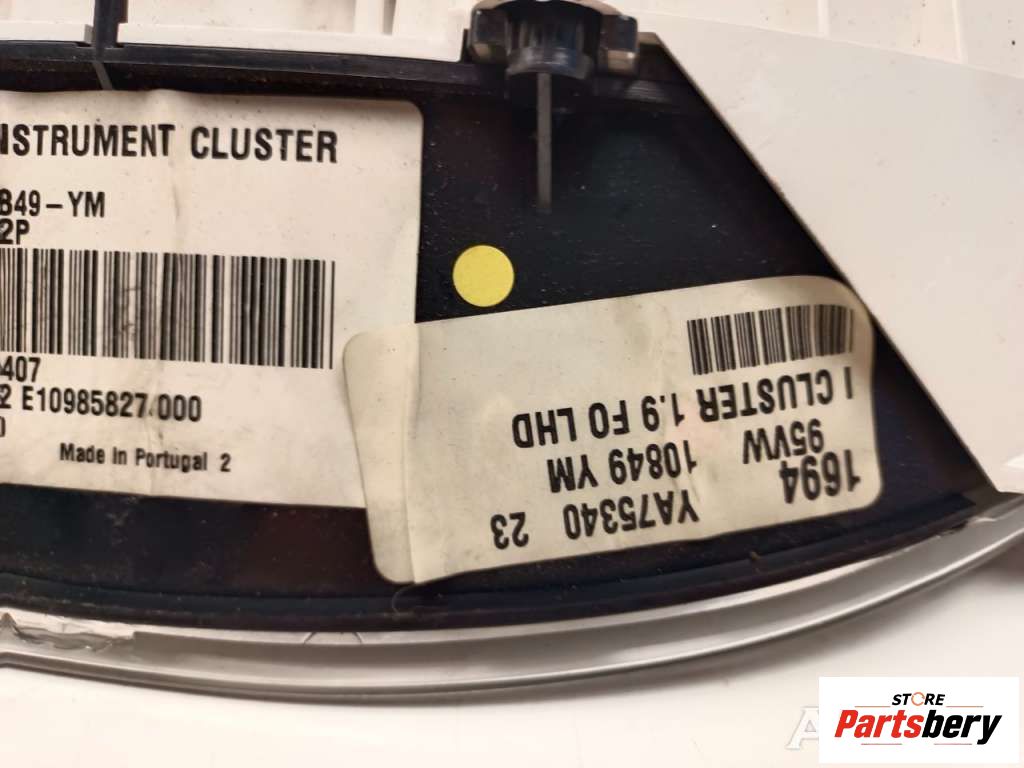 NSTRUMENT CLUSTER
849-YM
2P
407
2 E10985827.000
Made in Portugal 2
1694 YA75340 23
95VW 10849 YM
I CLUSTER 1.9 FO LHD
STORE
Partsbery